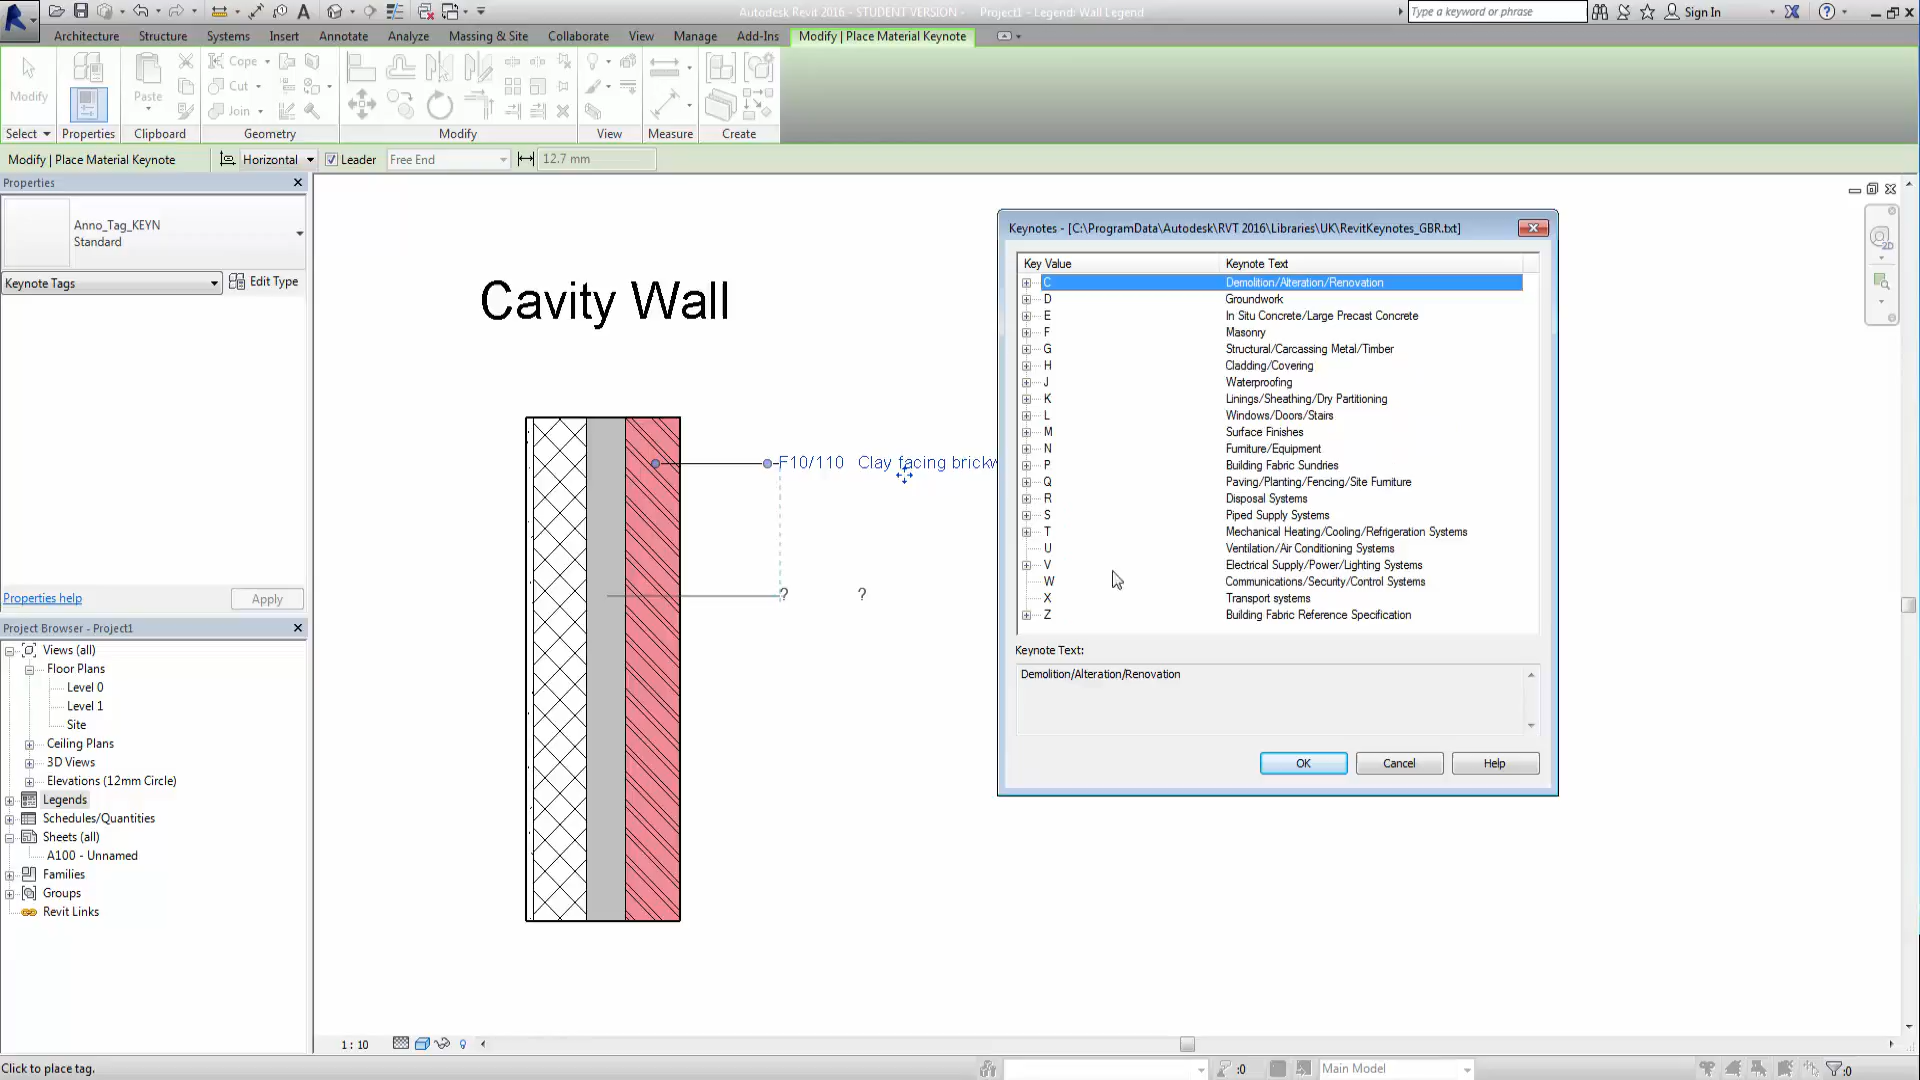 Autodesk Revit 2016 - STUDENT VERSION - Project1 - Legend: Wall Legend
Type a keyword or phrase
Sign In
Architecture Structure Systems Insert Annotate Analyze Massing & Site Collaborate View Manage Add-Ins Modify | Place Material Keynote
Modify Paste Cope Cut Join
Select Properties Clipboard Geometry Modify View Measure Create
Modify | Place Material Keynote Horizontal Leader Free End 12.7 mm
Properties
Anno_Tag_KEYN
Standard
Keynote Tags Edit Type
Properties help Apply
Project Browser - Project1
Views (all)
Floor Plans
Level 0
Level 1
Site
Ceiling Plans
3D Views
Elevations (12mm Circle)
Legends
Schedules/Quantities
Sheets (all)
A100 - Unnamed
Families
Groups
Revit Links
Cavity Wall
F10/110 Clay facing brickw
? ?
Keynotes - [C:\ProgramData\Autodesk\RVT 2016\Libraries\UK\RevitKeynotes_GBR.txt]
Key Value Keynote Text
C Demolition/Alteration/Renovation
D Groundwork
E In Situ Concrete/Large Precast Concrete
F Masonry
G Structural/Carcassing Metal/Timber
H Cladding/Covering
J Waterproofing
K Linings/Sheathing/Dry Partitioning
L Windows/Doors/Stairs
M Surface Finishes
N Furniture/Equipment
P Building Fabric Sundries
Q Paving/Planting/Fencing/Site Furniture
R Disposal Systems
S Piped Supply Systems
T Mechanical Heating/Cooling/Refrigeration Systems
U Ventilation/Air Conditioning Systems
V Electrical Supply/Power/Lighting Systems
W Communications/Security/Control Systems
X Transport systems
Z Building Fabric Reference Specification
Keynote Text:
Demolition/Alteration/Renovation
OK Cancel Help
1 : 10
Click to place tag. :0 Main Model :0